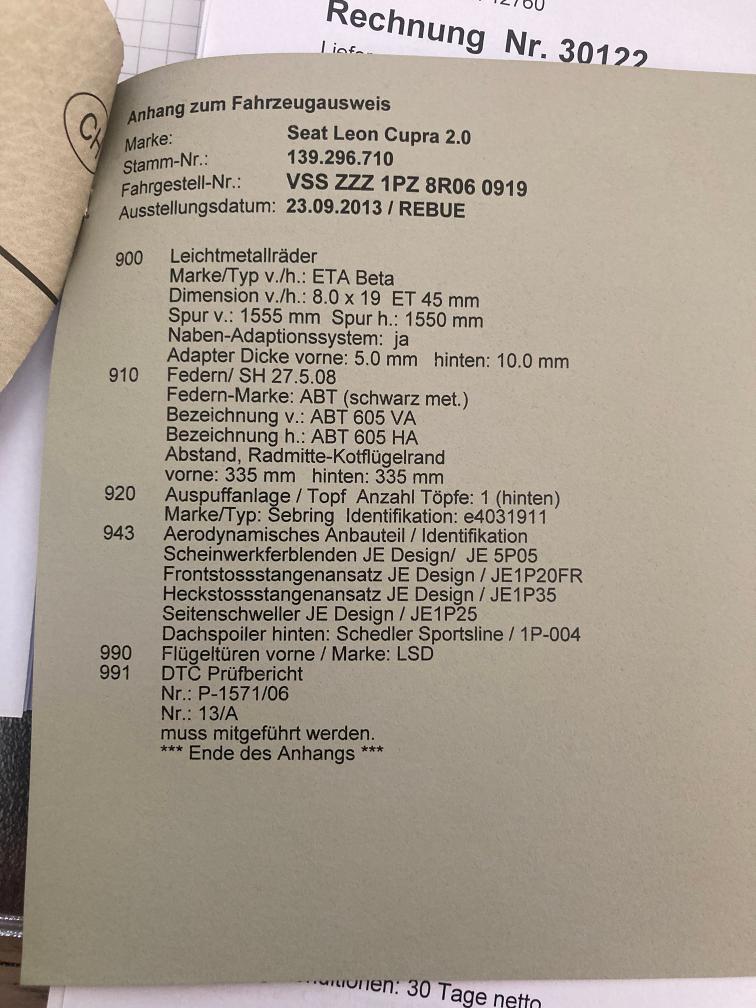 12760
Rechnung Nr. 30122
CH
Anhang zum Fahrzeugausweis
Marke: Seat Leon Cupra 2.0
Stamm-Nr.: 139.296.710
Fahrgestell-Nr.: VSS ZZZ 1PZ 8R06 0919
Ausstellungsdatum: 23.09.2013 / REBUE
900 Leichtmetallräder
Marke/Typ v./h.: ETA Beta
Dimension v./h.: 8.0 x 19 ET 45 mm
Spur v.: 1555 mm Spur h.: 1550 mm
Naben-Adaptionssystem: ja
Adapter Dicke vorne: 5.0 mm hinten: 10.0 mm
910 Federn/ SH 27.5.08
Federn-Marke: ABT (schwarz met.)
Bezeichnung v.: ABT 605 VA
Bezeichnung h.: ABT 605 HA
Abstand, Radmitte-Kotflügelrand
vorne: 335 mm hinten: 335 mm
920 Auspuffanlage / Topf Anzahl Töpfe: 1 (hinten)
Marke/Typ: Sebring Identifikation: e4031911
943 Aerodynamisches Anbauteil / Identifikation
Scheinwerkferblenden JE Design/ JE 5P05
Frontstossstangenansatz JE Design / JE1P20FR
Heckstossstangenansatz JE Design / JE1P35
Seitenschweller JE Design / JE1P25
Dachspoiler hinten: Schedler Sportsline / 1P-004
990 Flügeltüren vorne / Marke: LSD
991 DTC Prüfbericht
Nr.: P-1571/06
Nr.: 13/A
muss mitgeführt werden.
*** Ende des Anhangs ***
30 Tage netto